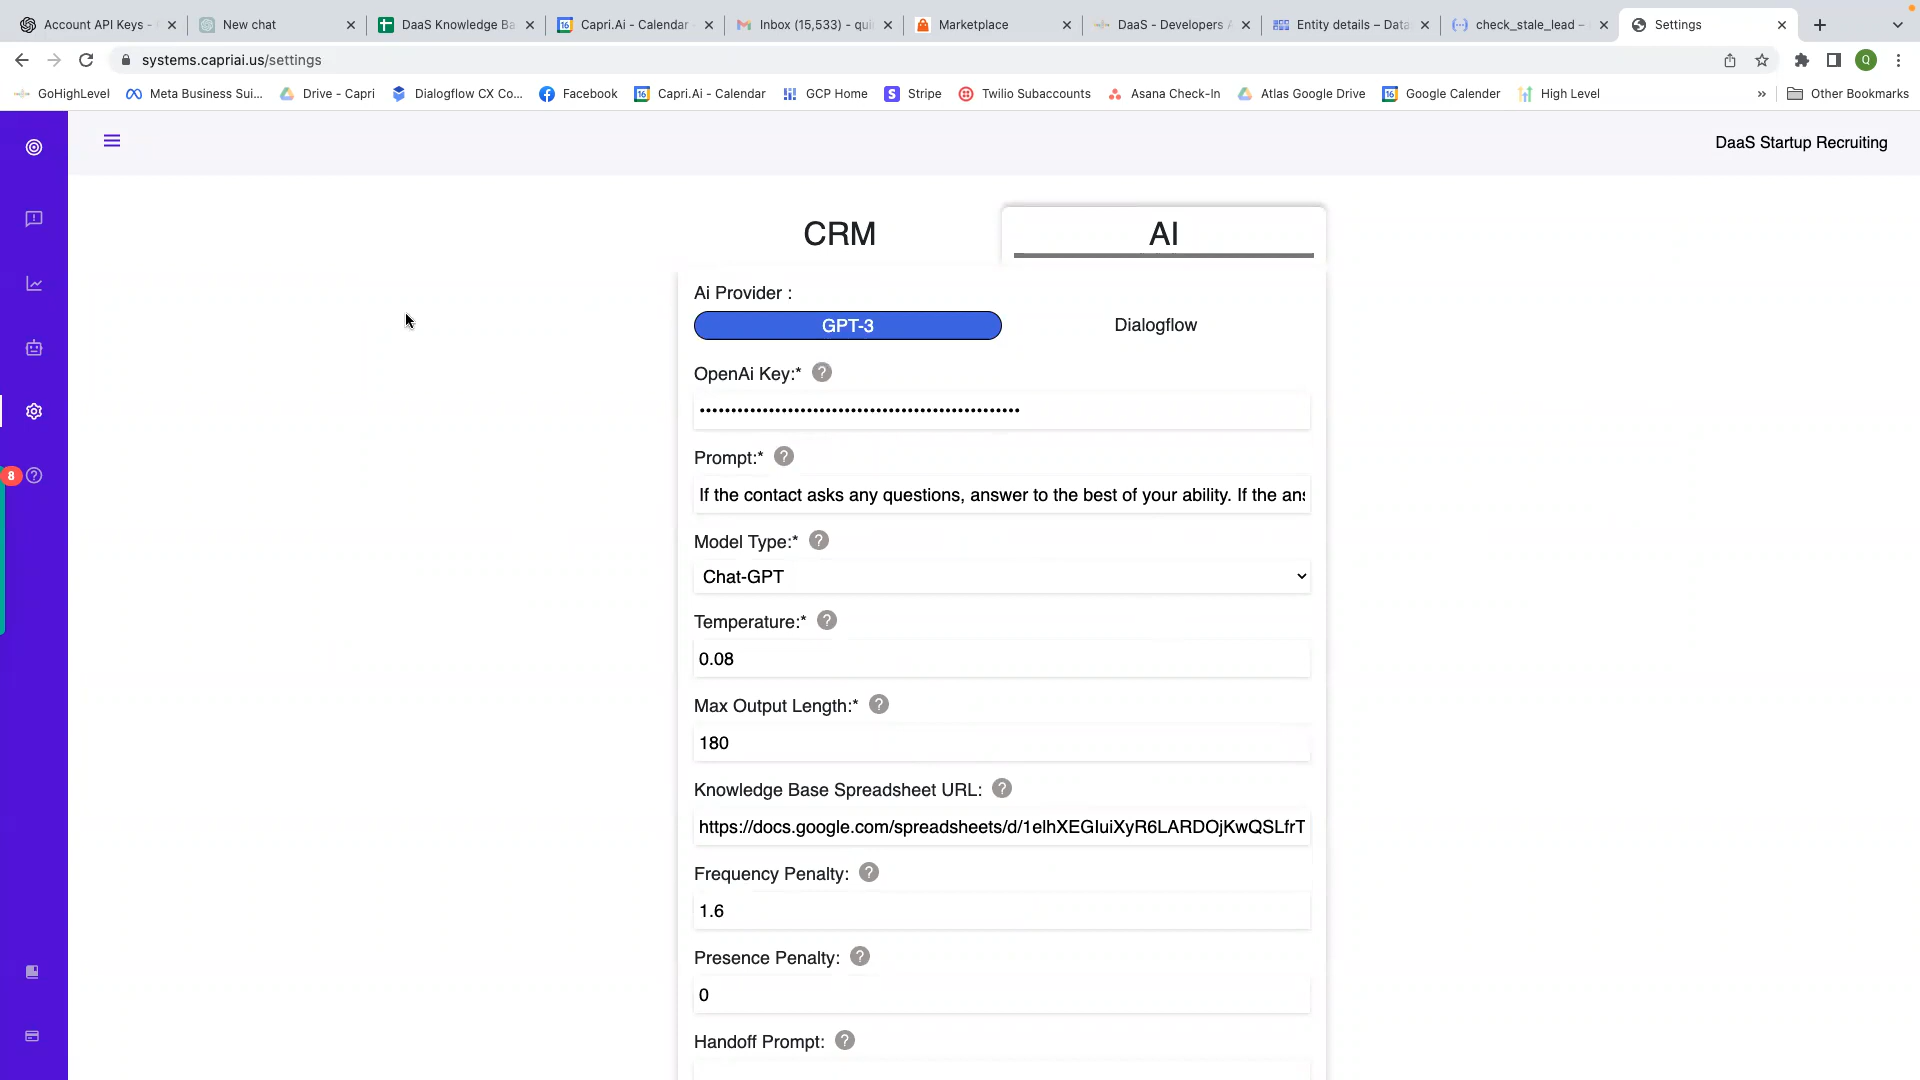 Account API Keys -
New chat
DaaS Knowledge Ba
Capri.Ai - Calendar -
Inbox (15,533) - qui
Marketplace
DaaS - Developers A
Entity details – Data
check_stale_lead –
Settings
systems.capriai.us/settings
Q
GoHighLevel
Meta Business Sui...
Drive - Capri
Dialogflow CX Co...
Facebook
Capri.Ai - Calendar
GCP Home
Stripe
Twilio Subaccounts
Asana Check-In
Atlas Google Drive
Google Calender
High Level
»
Other Bookmarks
DaaS Startup Recruiting
CRM
AI
Ai Provider :
GPT-3
Dialogflow
OpenAi Key:* ?
Prompt:* ?
If the contact asks any questions, answer to the best of your ability. If the ans
Model Type:* ?
Chat-GPT
Temperature:* ?
0.08
Max Output Length:* ?
180
Knowledge Base Spreadsheet URL: ?
https://docs.google.com/spreadsheets/d/1elhXEGIuiXyR6LARDOjKwQSLfrT
Frequency Penalty: ?
1.6
Presence Penalty: ?
0
Handoff Prompt: ?
8